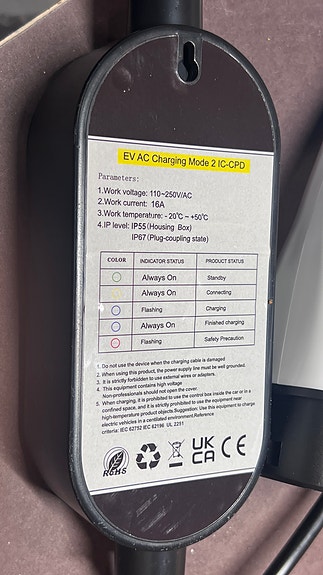 EV AC Charging Mode 2 IC-CPD
Parameters:
1.Work voltage: 110~250V/AC
2.Work current: 16A
3.Work temperature: -20°C ~ +50°C
4.IP level: IP55(Housing Box)
IP67(Plug-coupling state)
COLOR INDICATOR STATUS PRODUCT STATUS
Always On Standby
Always On Connecting
Flashing Charging
Always On Finished charging
Flashing Safety Precaution
1. Do not use the device when the charging cable is damaged
2. When using this product, the power supply line must be well grounded.
3. It is strictly forbidden to use external wires or adapters.
4. This equipment contains high voltage
Non-professionals should not open the cover.
5. When charging, it is prohibited to use the control box inside the car or in a
confined space, and it is strictly prohibited to use the equipment near
high-temperature product objects.Suggestion: Use this equipment to charge
electric vehicles in a centilated environment.Reference
criteria: IEC 62752 IEC 62196 UL 2251
RoHS UK CA CE